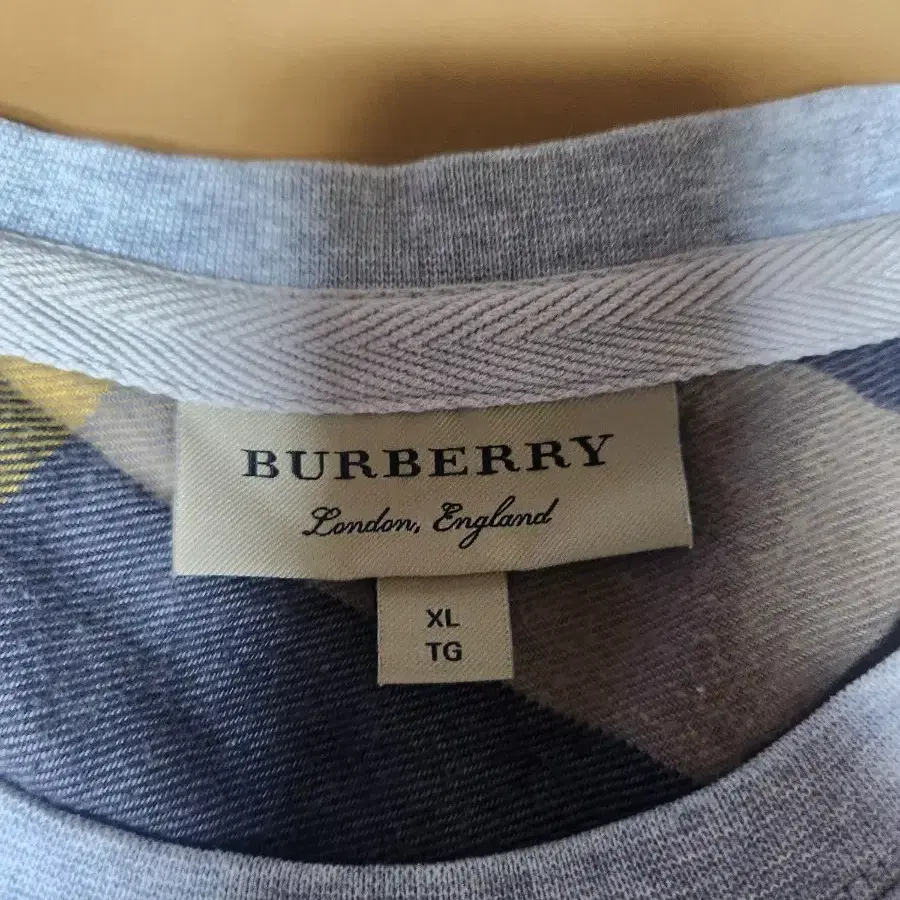 BURBERRY
London, England
XL
TG